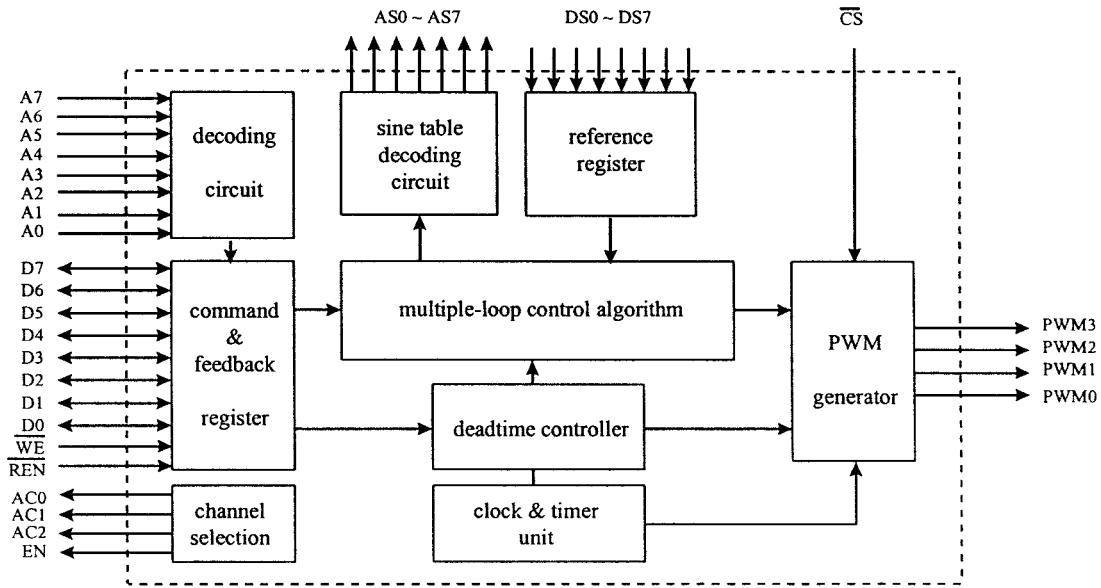 AS0 ~ AS7
DS0 ~ DS7
CS
A7
A6
A5
A4
A3
A2
A1
A0
decoding
circuit
sine table
decoding
circuit
reference
register
D7
D6
D5
D4
D3
D2
D1
D0
WE
REN
command
&
feedback
register
multiple-loop control algorithm
deadtime controller
PWM
generator
PWM3
PWM2
PWM1
PWM0
AC0
AC1
AC2
EN
channel
selection
clock & timer
unit